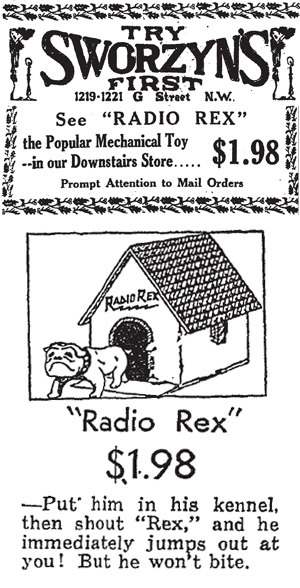 TRY
SWORZYN'S
FIRST
1219-1221 G Street N.W.
See "RADIO REX"
the Popular Mechanical Toy
--in our Downstairs Store..... $1.98
Prompt Attention to Mail Orders
RADIO REX
"Radio Rex"
$1.98
—Put him in his kennel,
then shout "Rex," and he
immediately jumps out at
you! But he won't bite.